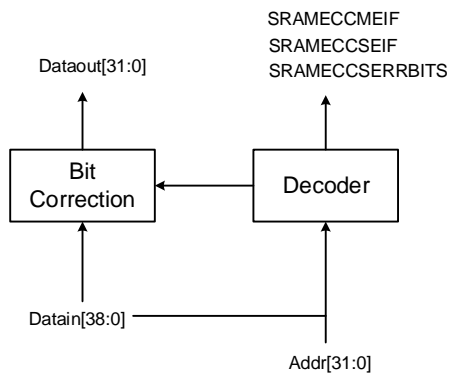 SRAMECCMEIF
SRAMECCSEIF
SRAMECCSERRBITS
Dataout[31:0]
Bit
Correction
Decoder
Datain[38:0]
Addr[31:0]